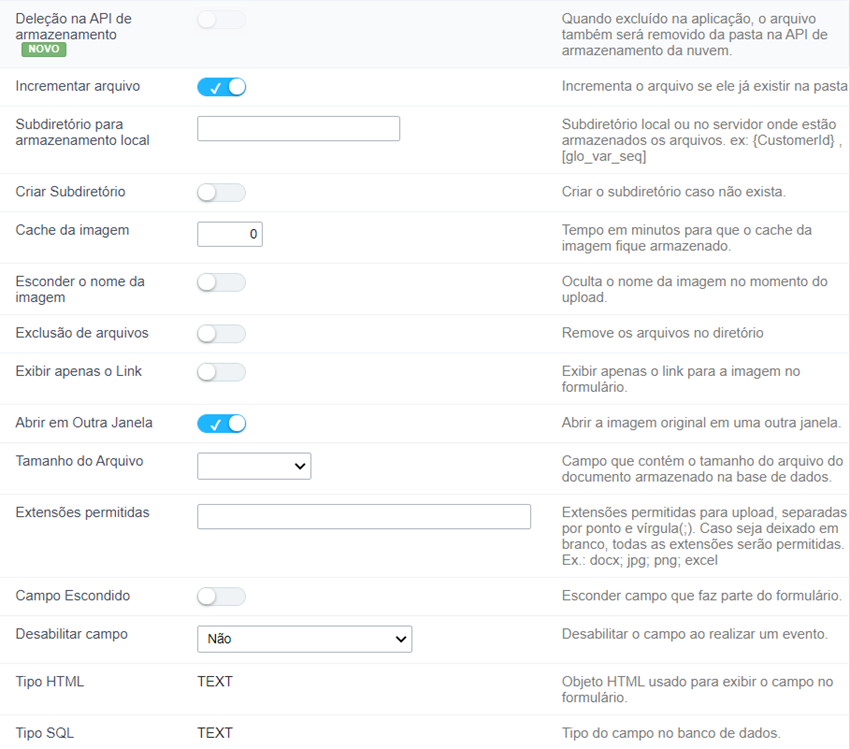 Deleção na API de
armazenamento
NOVO
Quando excluído na aplicação, o arquivo
também será removido da pasta na API de
armazenamento da nuvem.
Incrementar arquivo
Incrementa o arquivo se ele já existir na pasta
Subdiretório para
armazenamento local
Subdiretório local ou no servidor onde estão
armazenados os arquivos. ex: {CustomerId} ,
[glo_var_seq]
Criar Subdiretório
Criar o subdiretório caso não exista.
Cache da imagem
0
Tempo em minutos para que o cache da
imagem fique armazenado.
Esconder o nome da
imagem
Oculta o nome da imagem no momento do
upload.
Exclusão de arquivos
Remove os arquivos no diretório
Exibir apenas o Link
Exibir apenas o link para a imagem no
formulário.
Abrir em Outra Janela
Abrir a imagem original em uma outra janela.
Tamanho do Arquivo
Campo que contém o tamanho do arquivo do
documento armazenado na base de dados.
Extensões permitidas
Extensões permitidas para upload, separadas
por ponto e vírgula(;). Caso seja deixado em
branco, todas as extensões serão permitidas.
Ex.: docx; jpg; png; excel
Campo Escondido
Esconder campo que faz parte do formulário.
Desabilitar campo
Não
Desabilitar o campo ao realizar um evento.
Tipo HTML
TEXT
Objeto HTML usado para exibir o campo no
formulário.
Tipo SQL
TEXT
Tipo do campo no banco de dados.